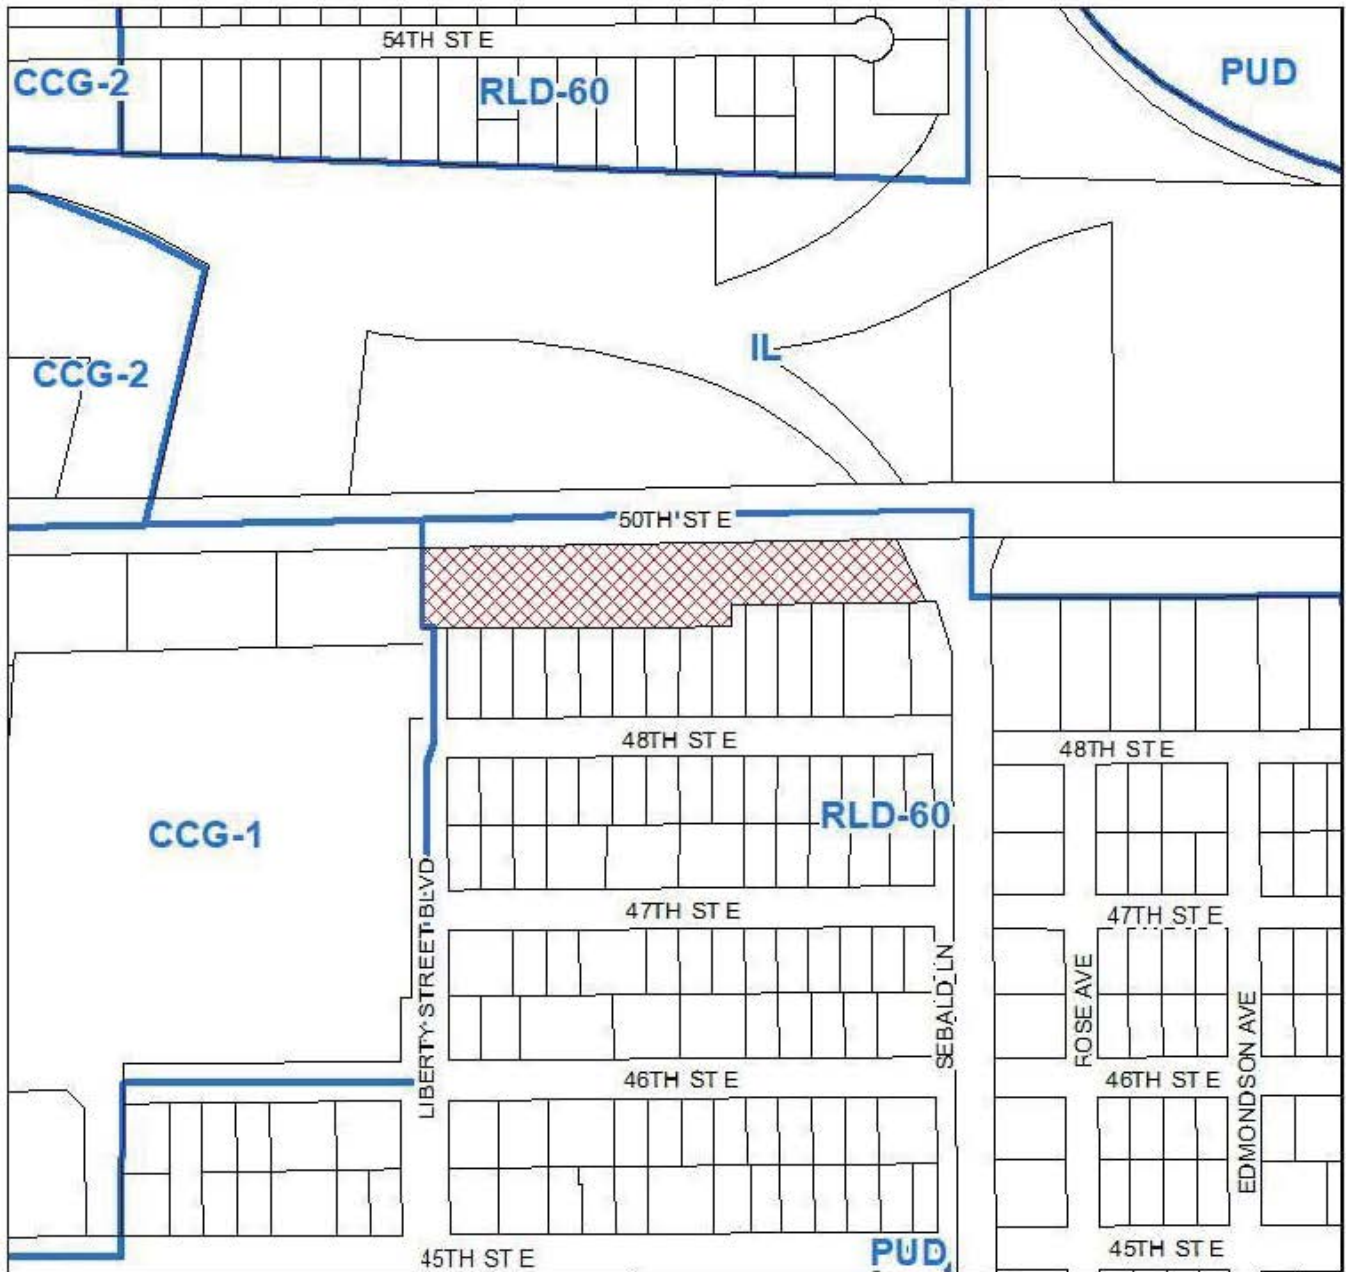 54TH ST E
CCG-2
RLD-60
PUD
IL
CCG-2
50TH ST E
48TH ST E
48TH ST E
RLD-60
CCG-1
LIBERTY STREET BLVD
47TH ST E
47TH ST E
SEBALD LN
ROSE AVE
EDMONDSON AVE
46TH ST E
46TH ST E
45TH ST E
PUD
45TH ST E